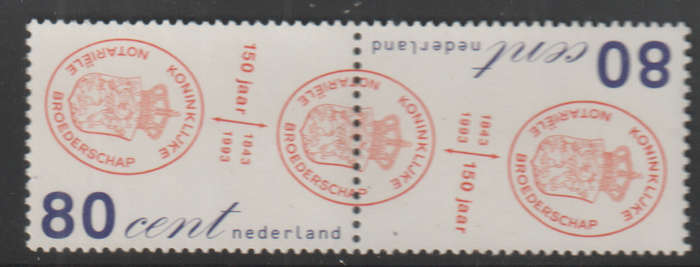 KONINKLIJKE
NOTARIËLE
BROEDERSCHAP
150 jaar
1843
1993
KONINKLIJKE
NOTARIËLE
BROEDERSCHAP
80 cent nederland
80 cent nederland
1843
1993
150 jaar
KONINKLIJKE
NOTARIËLE
BROEDERSCHAP